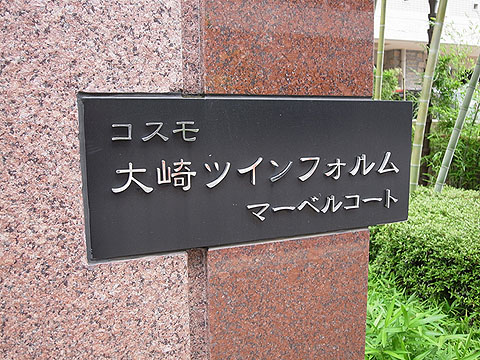 コスモ
大崎ツインフォルム
マーベルコート